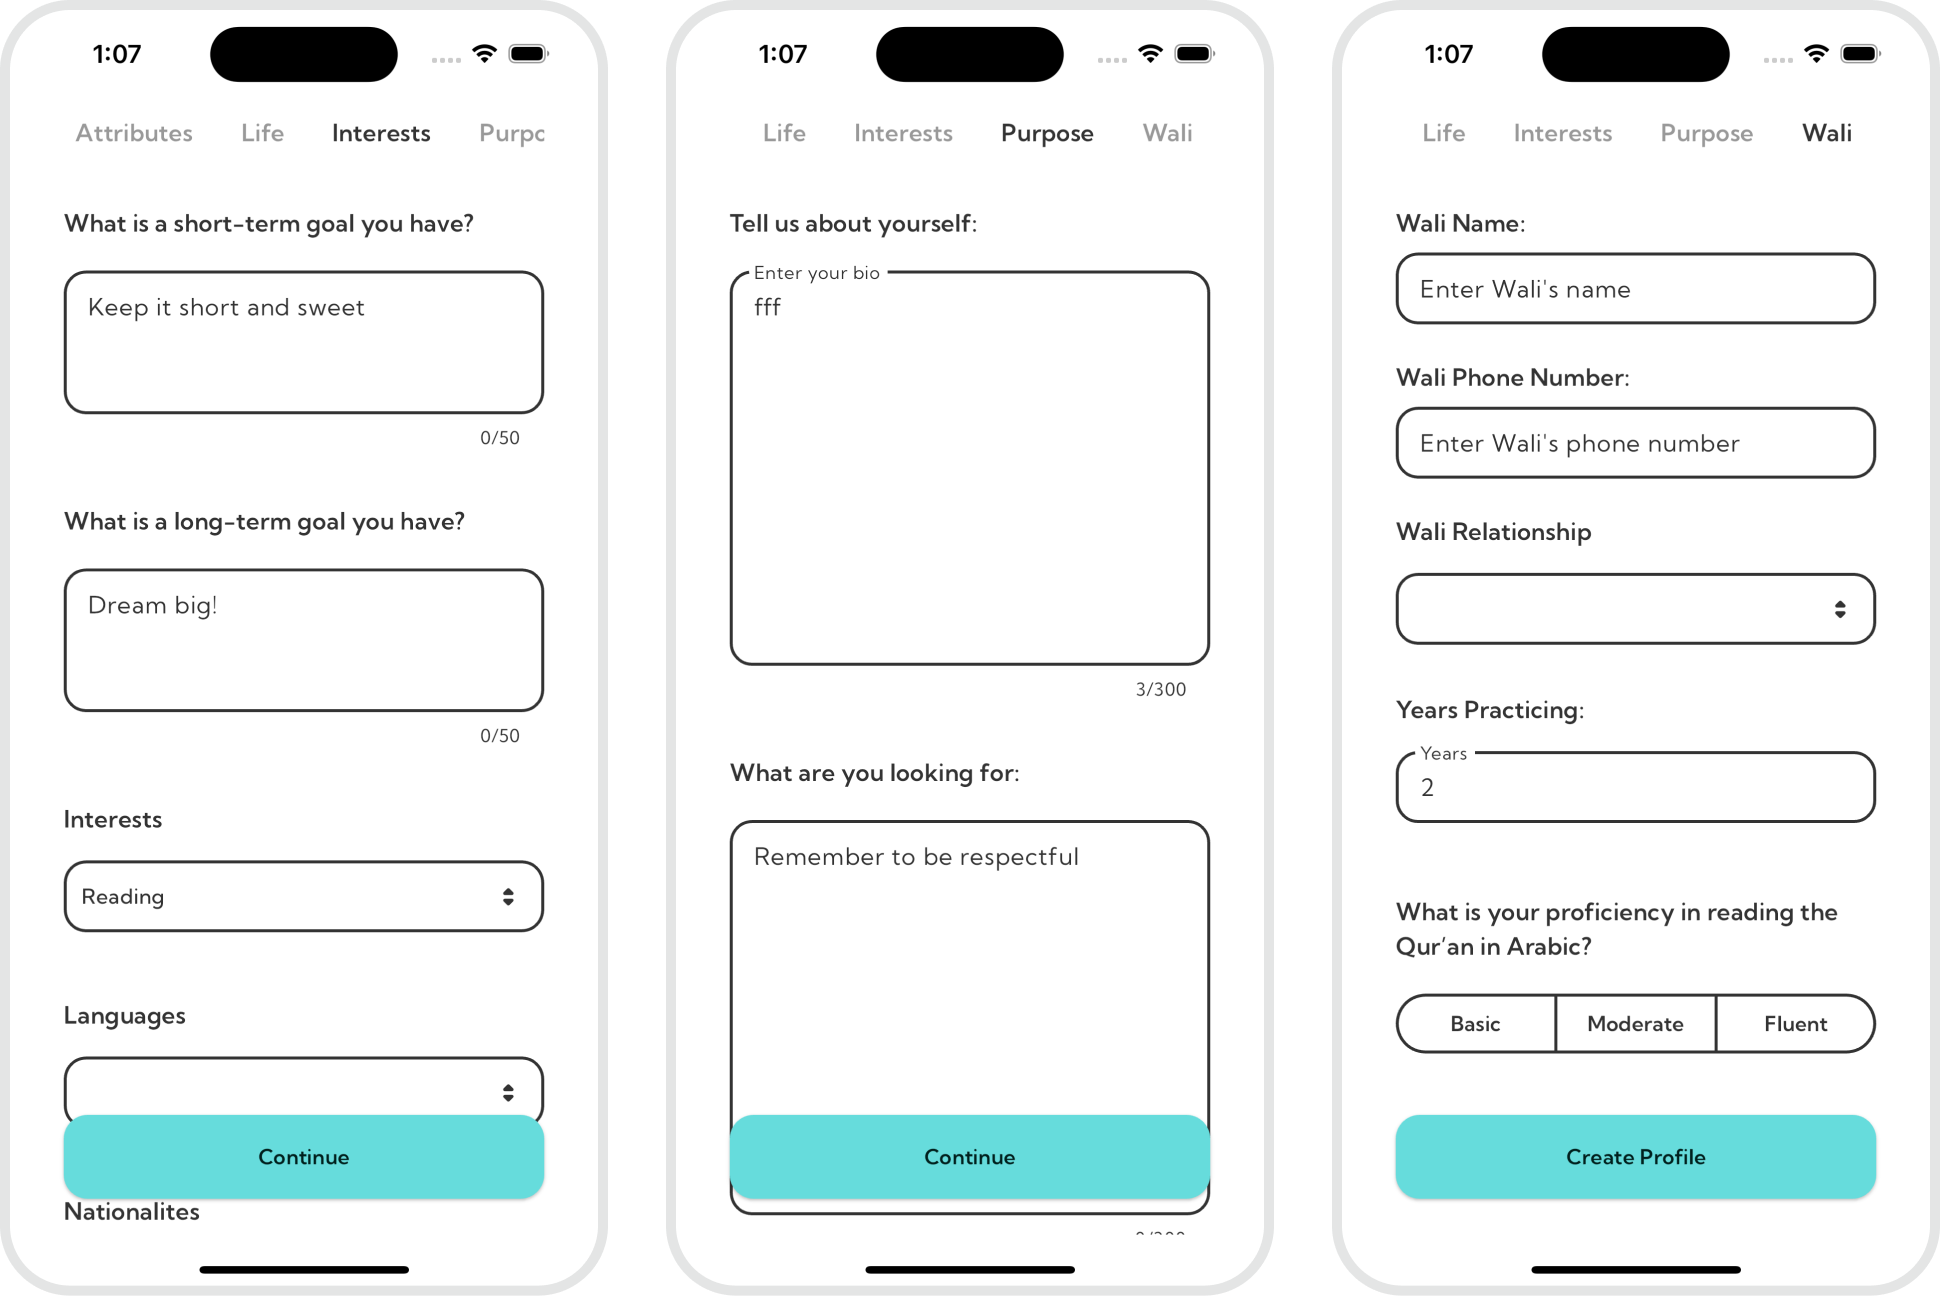 1:07
Attributes Life Interests Purpo
What is a short-term goal you have?
Keep it short and sweet
0/50
What is a long-term goal you have?
Dream big!
0/50
Interests
Reading
Languages
Continue
Nationalites
1:07
Life Interests Purpose Wali
Tell us about yourself:
Enter your bio
fff
3/300
What are you looking for:
Remember to be respectful
Continue
1:07
Life Interests Purpose Wali
Wali Name:
Enter Wali's name
Wali Phone Number:
Enter Wali's phone number
Wali Relationship
Years Practicing:
Years
2
What is your proficiency in reading the
Qur’an in Arabic?
Basic Moderate Fluent
Create Profile